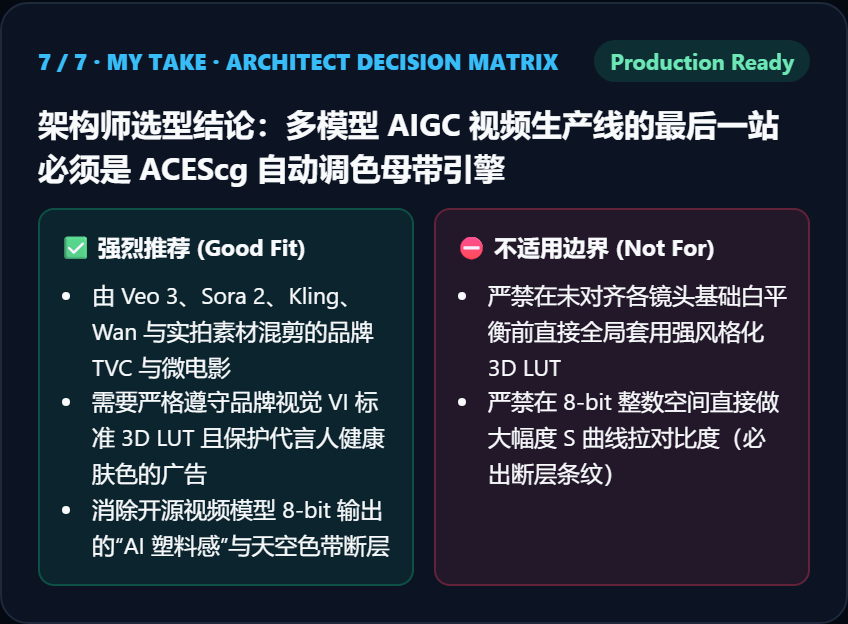 7 / 7 · MY TAKE · ARCHITECT DECISION MATRIX
Production Ready
架构师选型结论：多模型 AIGC 视频生产线的最后一站
必须是 ACEScg 自动调色母带引擎
✅ 强烈推荐 (Good Fit)
• 由 Veo 3、Sora 2、Kling、
Wan 与实拍素材混剪的品牌
TVC 与微电影
• 需要严格遵守品牌视觉 VI 标
准 3D LUT 且保护代言人健康
肤色的广告
• 消除开源视频模型 8-bit 输出
的“AI 塑料感”与天空色带断层
⛔ 不适用边界 (Not For)
• 严禁在未对齐各镜头基础白平
衡前直接全局套用强风格化
3D LUT
• 严禁在 8-bit 整数空间直接做
大幅度 S 曲线拉对比度（必
出断层条纹）